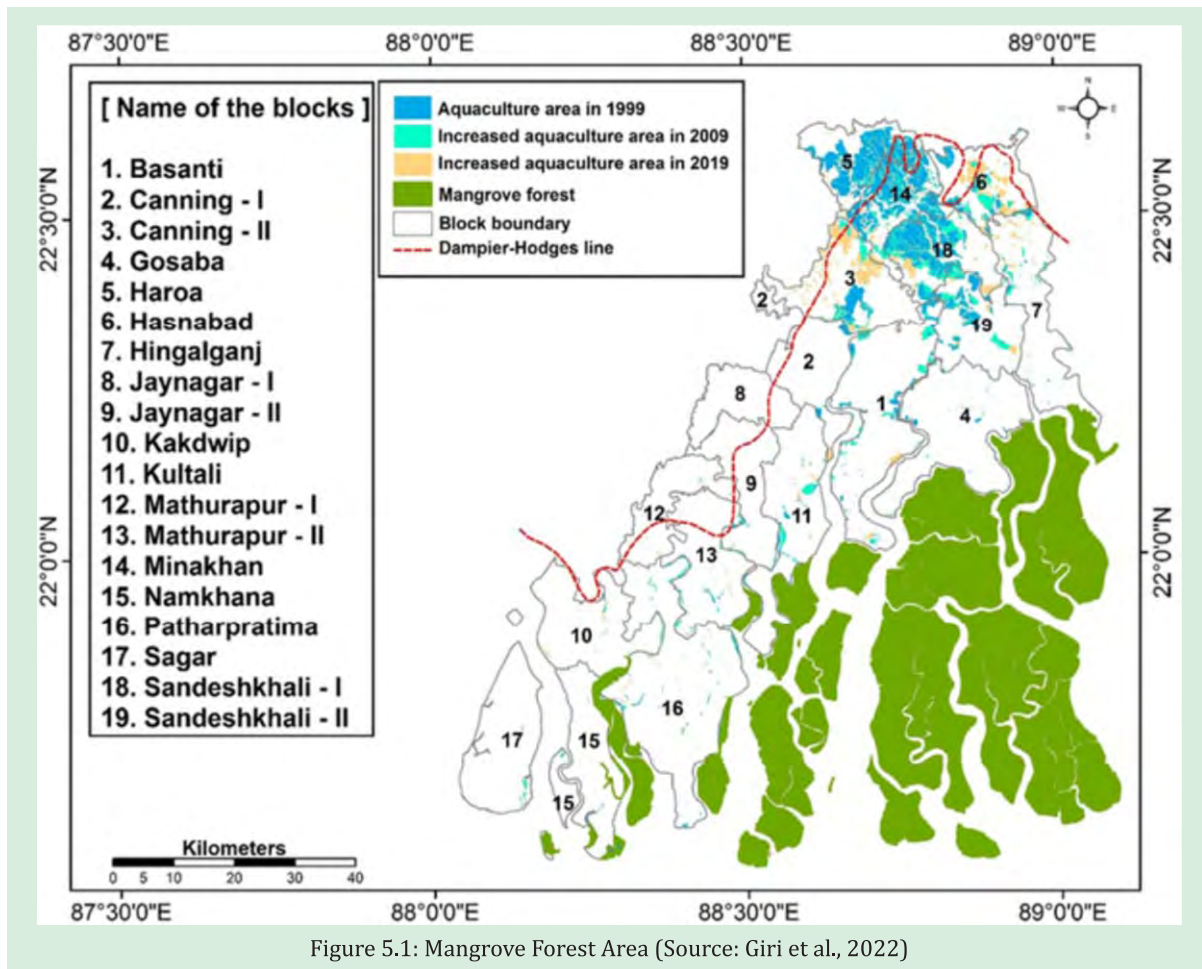 87°30'0"E 88°0'0"E 88°30'0"E 89°0'0"E
[ Name of the blocks ]
1. Basanti
2. Canning - I
3. Canning - II
4. Gosaba
5. Haroa
6. Hasnabad
7. Hingalganj
8. Jaynagar - I
9. Jaynagar - II
10. Kakdwip
11. Kultali
12. Mathurapur - I
13. Mathurapur - II
14. Minakhan
15. Namkhana
16. Patharpratima
17. Sagar
18. Sandeshkhali - I
19. Sandeshkhali - II
Aquaculture area in 1999
Increased aquaculture area in 2009
Increased aquaculture area in 2019
Mangrove forest
Block boundary
Dampier-Hodges line
N
W E
S
22°30'0"N
22°0'0"N
22°30'0"N
22°0'0"N
5
6
14
18
3
2
7
19
2
8
1
4
9
12
11
13
10
16
17
15
15
Kilometers
0 5 10 20 30 40
87°30'0"E 88°0'0"E 88°30'0"E 89°0'0"E
Figure 5.1: Mangrove Forest Area (Source: Giri et al., 2022)